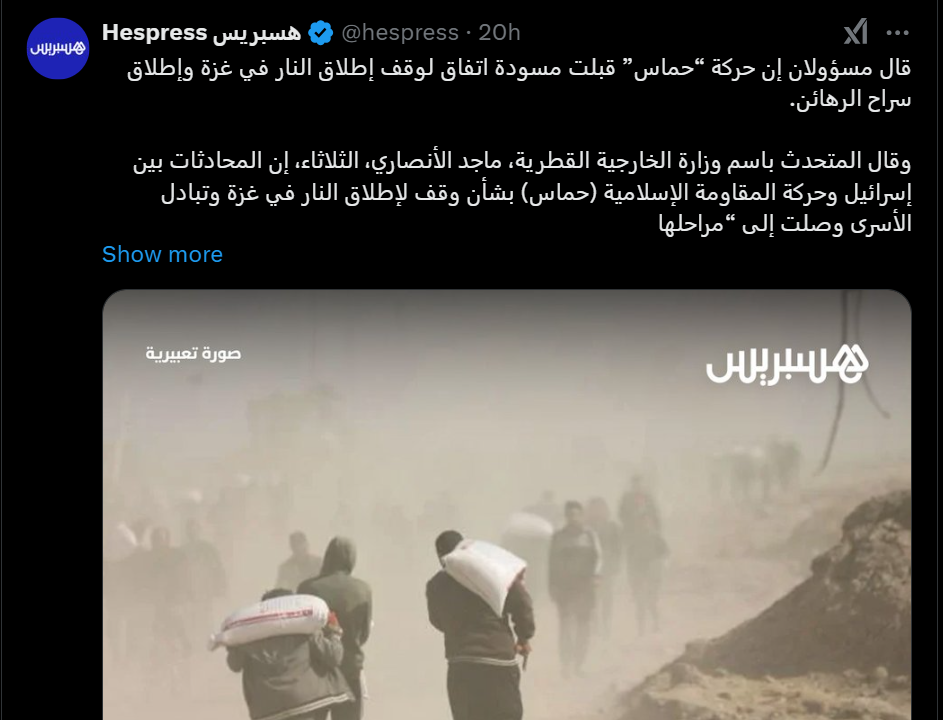 هسبريس
Hespress هسبريس @hespress · 20h
قال مسؤولان إن حركة “حماس” قبلت مسودة اتفاق لوقف إطلاق النار في غزة وإطلاق
سراح الرهائن.
وقال المتحدث باسم وزارة الخارجية القطرية، ماجد الأنصاري، الثلاثاء، إن المحادثات بين
إسرائيل وحركة المقاومة الإسلامية (حماس) بشأن وقف لإطلاق النار في غزة وتبادل
الأسرى وصلت إلى “مراحلها
Show more
هسبريس
صورة تعبيرية